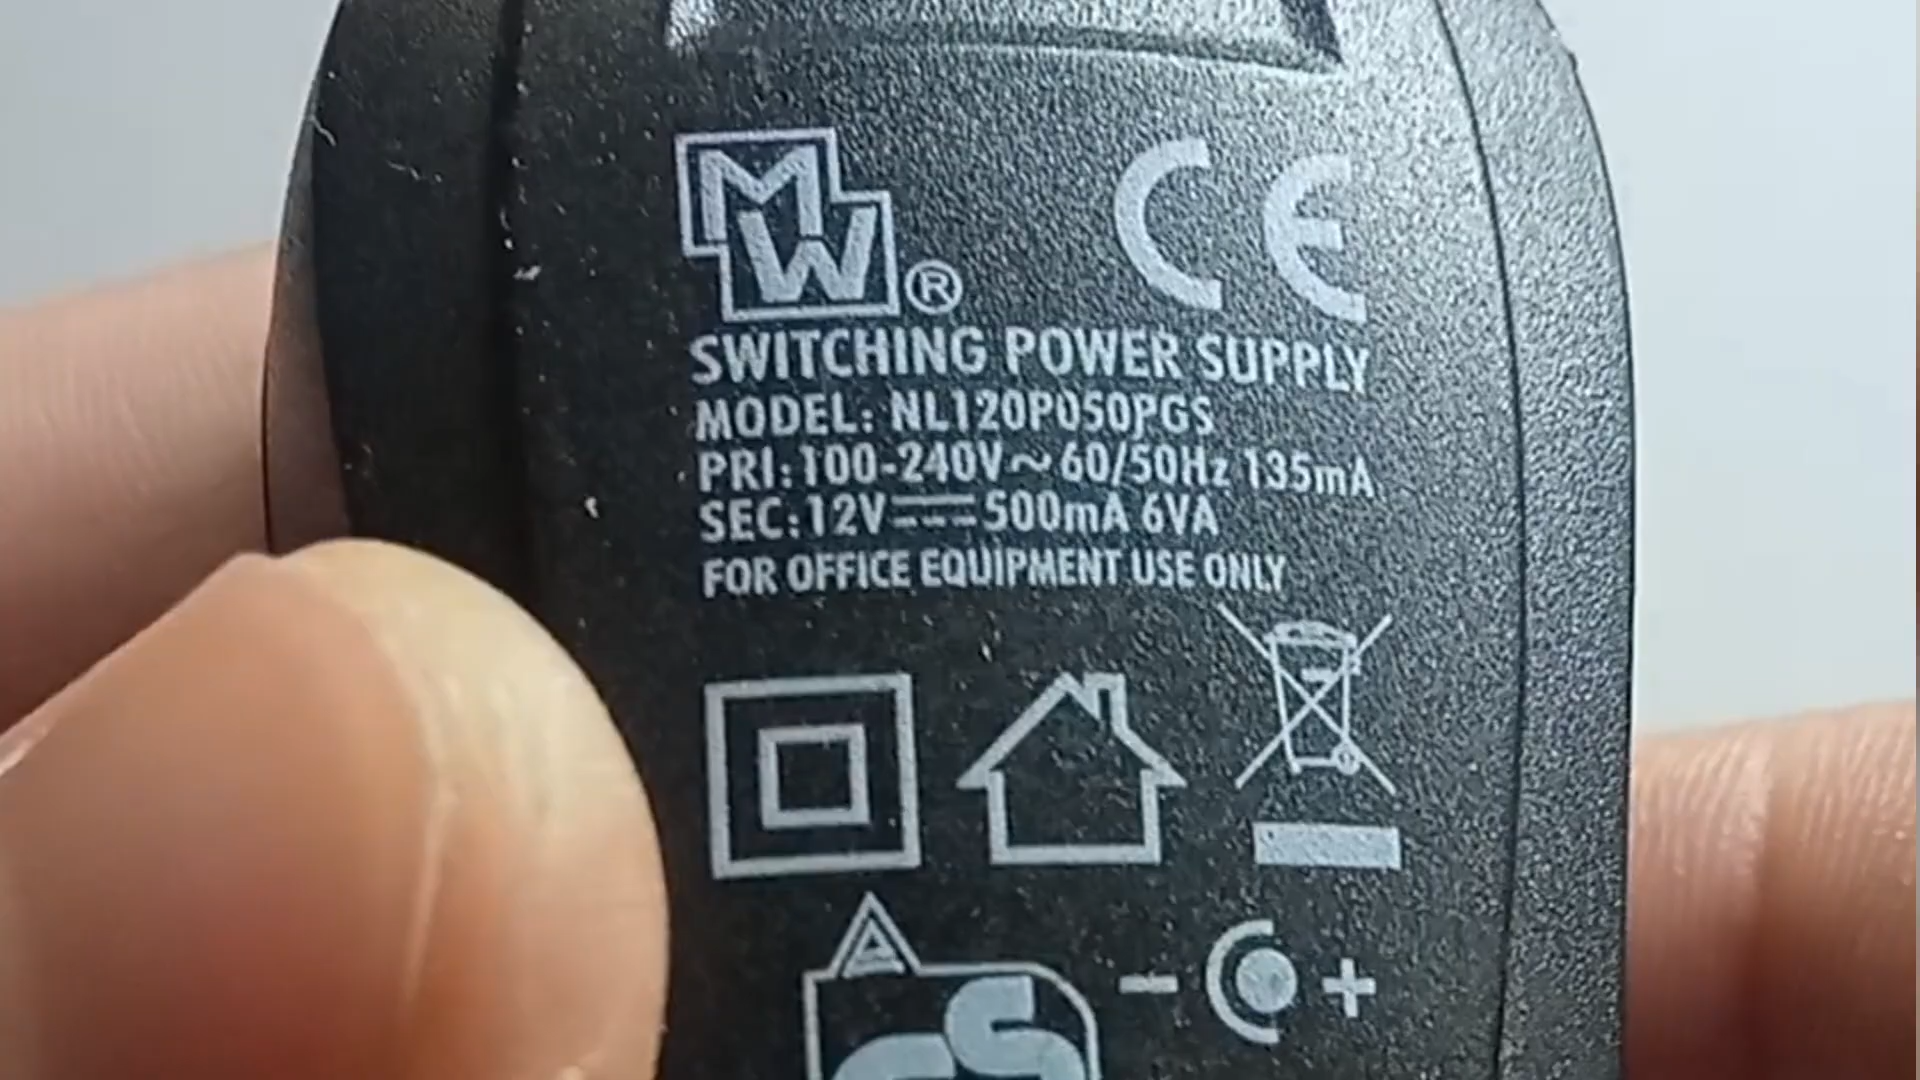 MW®
CE
SWITCHING POWER SUPPLY
MODEL: NL120P050PGS
PRI: 100-240V~60/50Hz 135mA
SEC: 12V⎓500mA 6VA
FOR OFFICE EQUIPMENT USE ONLY
- +